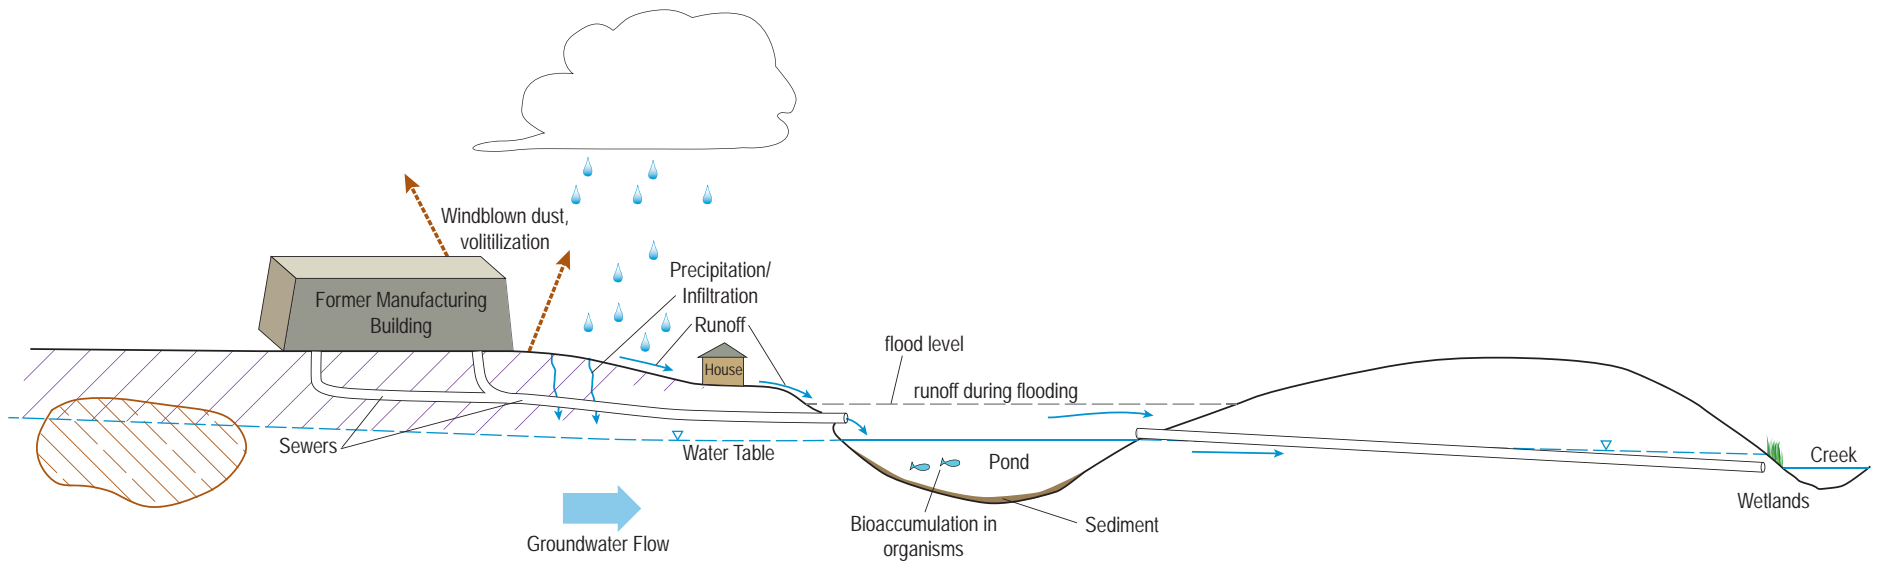 Windblown dust,
volitilization
Former Manufacturing
Building
Precipitation/
Infiltration
Runoff
House
flood level
runoff during flooding
Sewers
Water Table
Pond
Creek
Wetlands
Bioaccumulation in
organisms
Sediment
Groundwater Flow